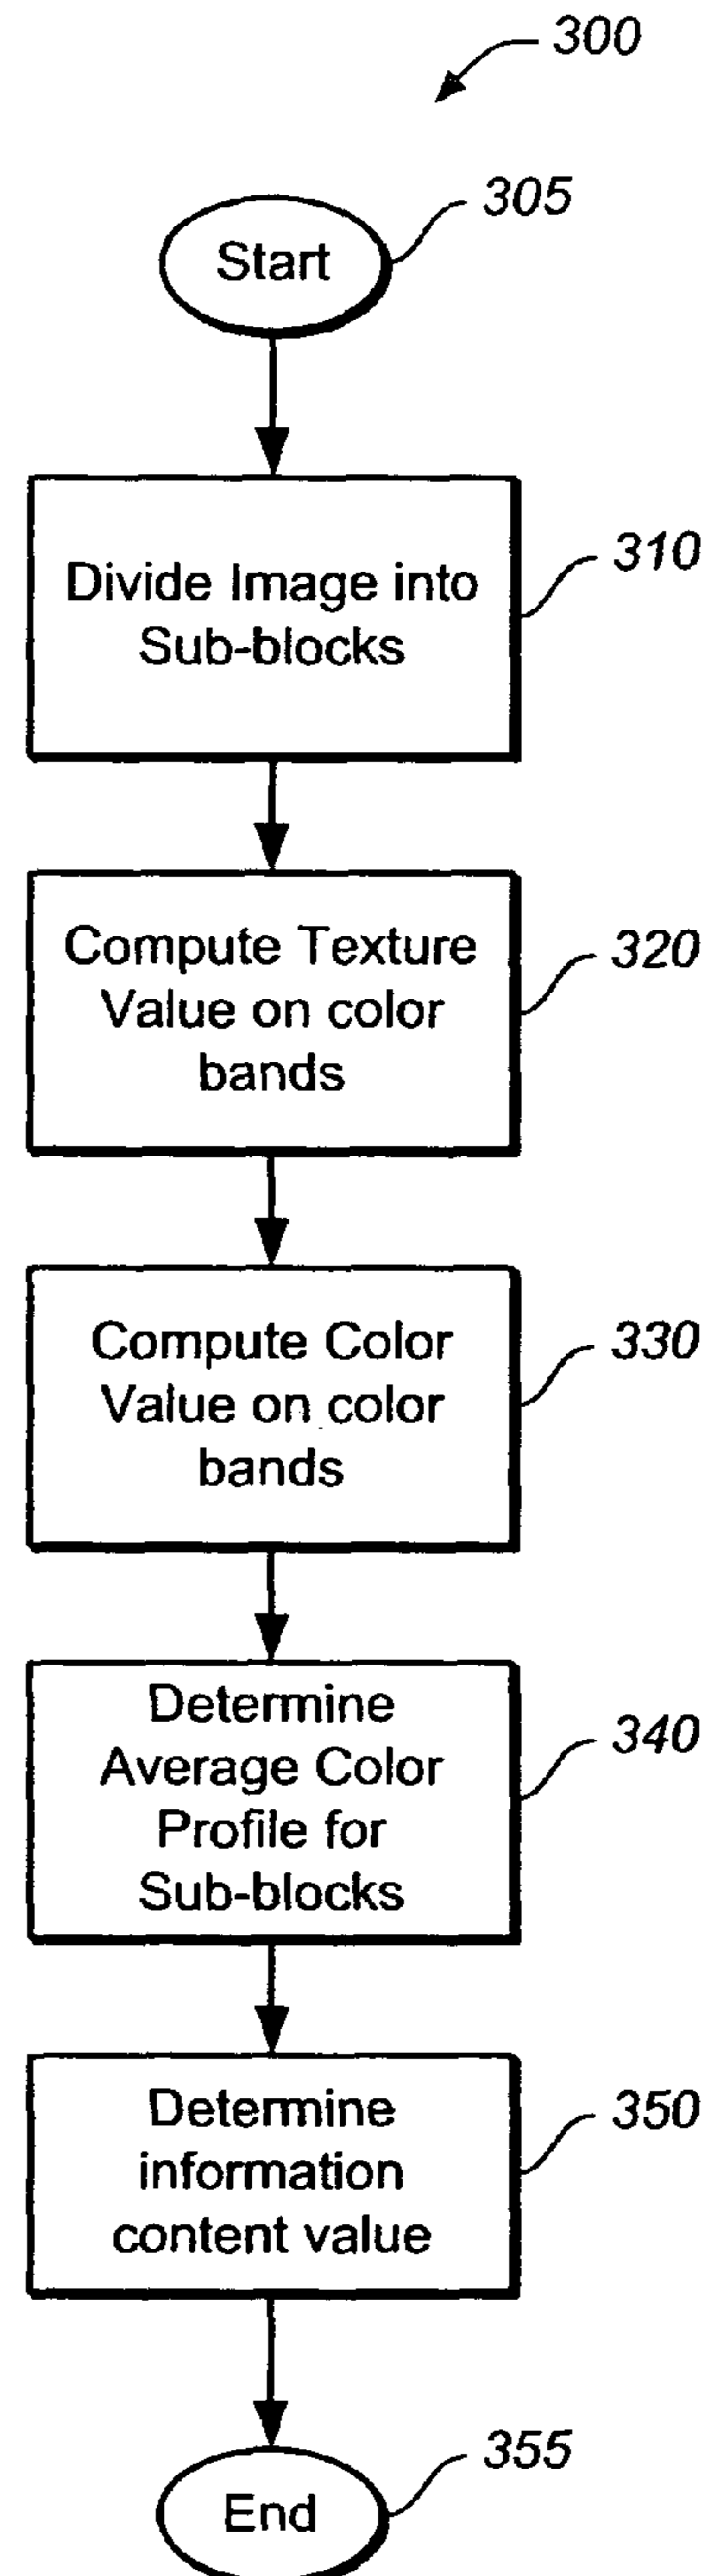 300
305
Start
310
Divide Image into
Sub-blocks
320
Compute Texture
Value on color
bands
330
Compute Color
Value on color
bands
340
Determine
Average Color
Profile for
Sub-blocks
350
Determine
information
content value
355
End